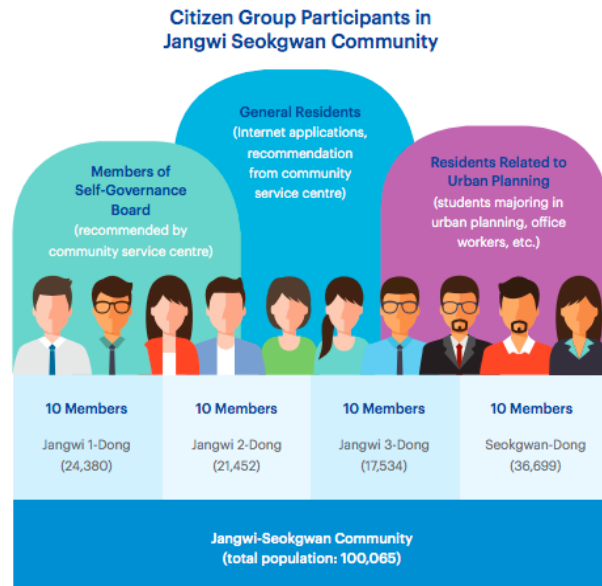 Citizen Group Participants in
Jangwi Seokgwan Community
General Residents
(Internet applications,
recommendation
from community
service centre)
Members of
Self-Governance
Board
(recommended by
community service centre)
Residents Related to
Urban Planning
(students majoring in
urban planning, office
workers, etc.)
10 Members
Jangwi 1-Dong
(24,380)
10 Members
Jangwi 2-Dong
(21,452)
10 Members
Jangwi 3-Dong
(17,534)
10 Members
Seokgwan-Dong
(36,699)
Jangwi-Seokgwan Community
(total population: 100,065)